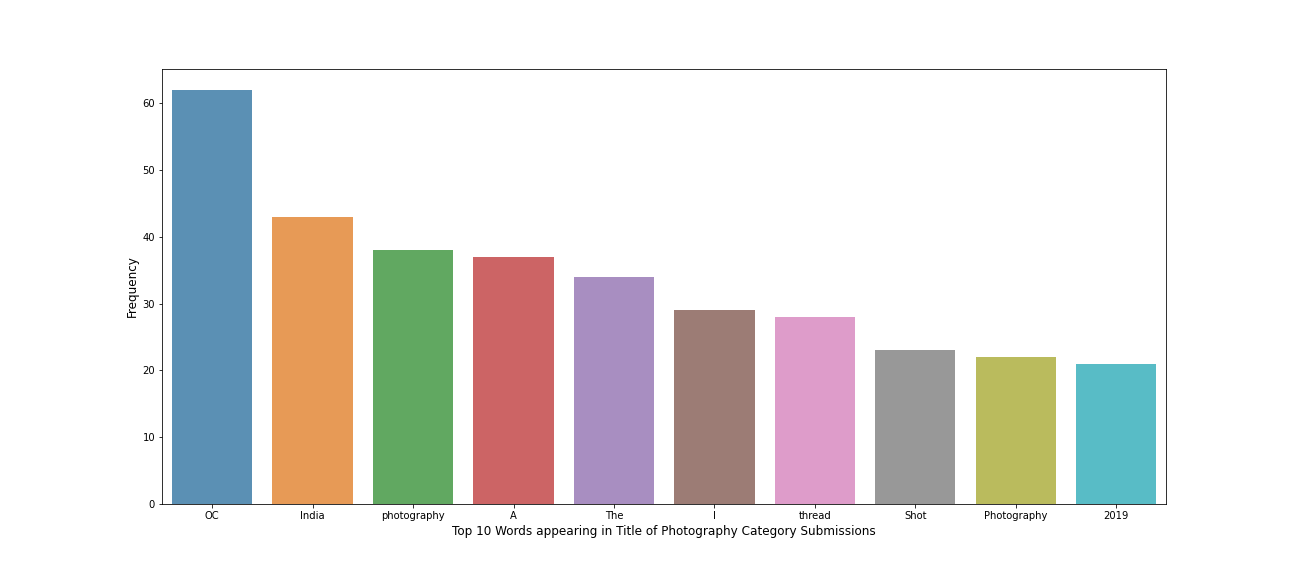 60
50
40
30
20
10
0
Frequency
OC India photography A The I thread Shot Photography 2019
Top 10 Words appearing in Title of Photography Category Submissions